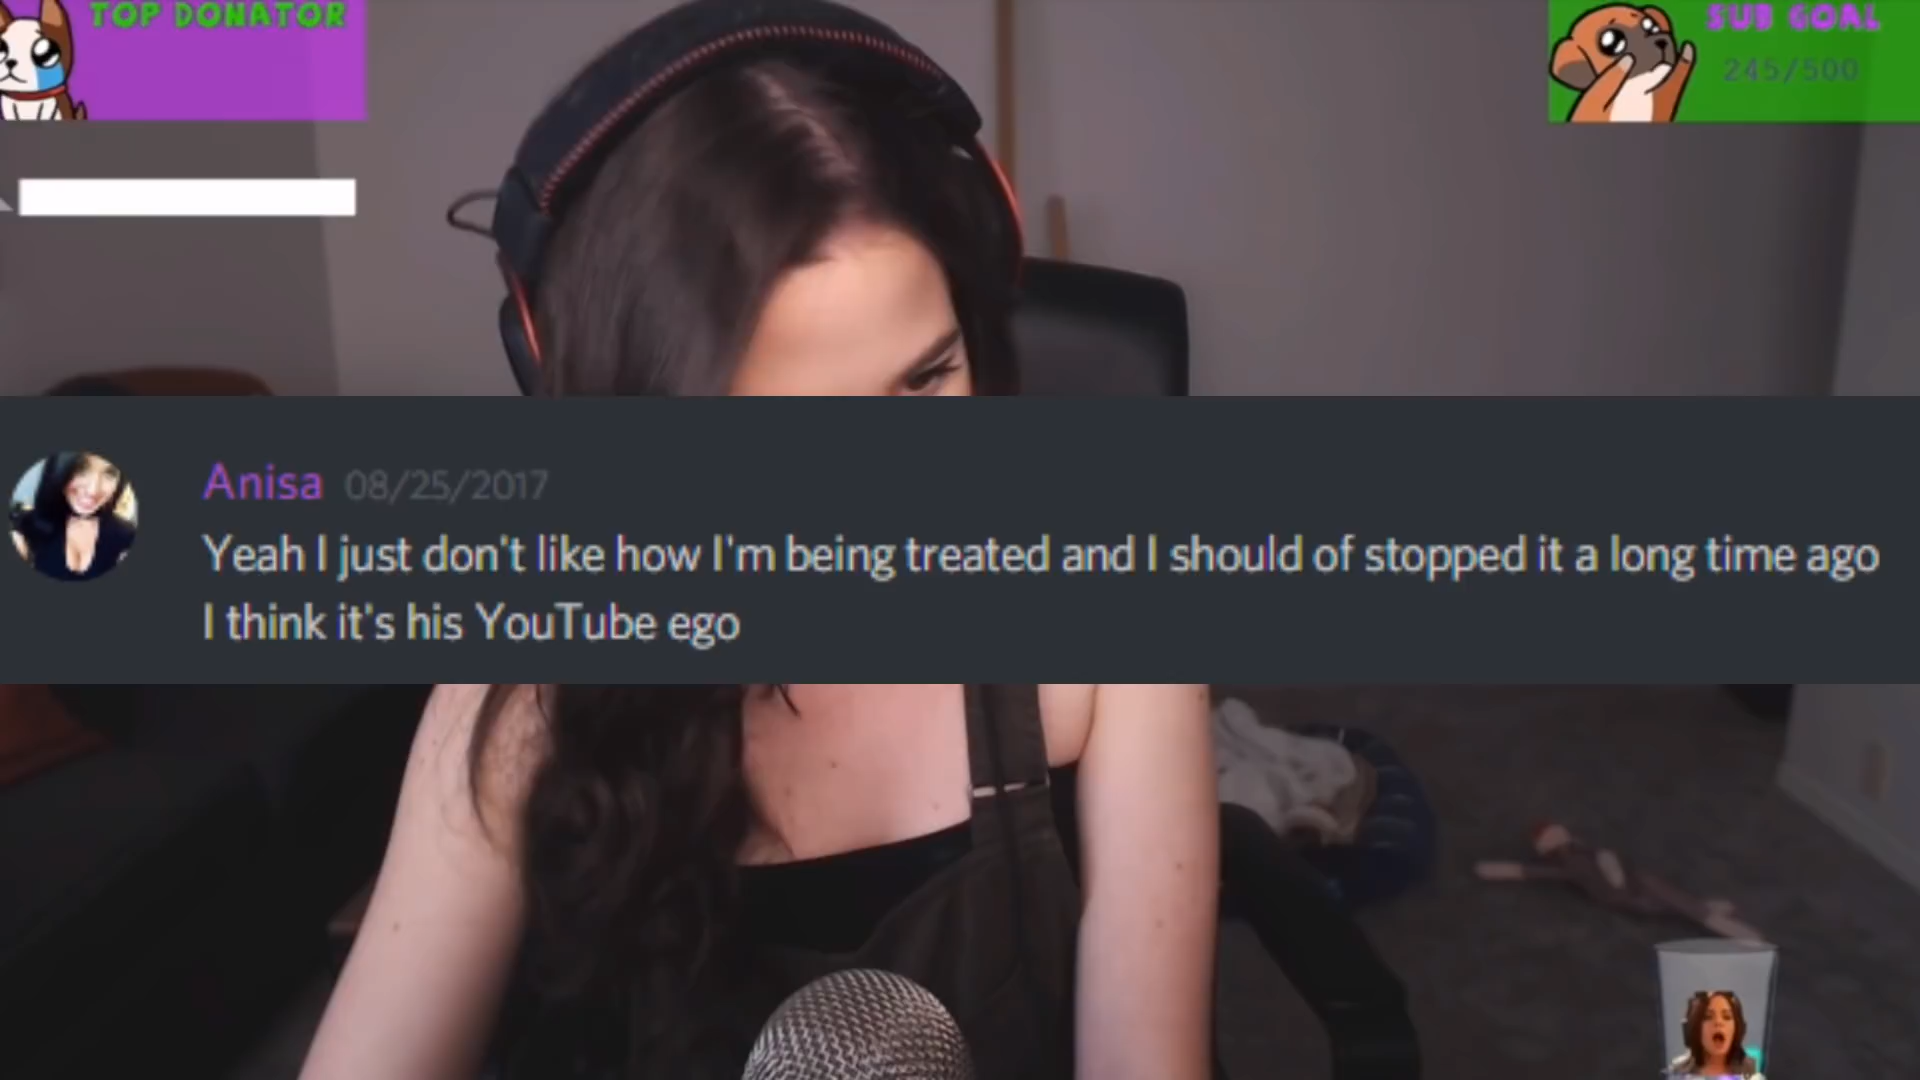 TOP DONATOR
SUB GOAL
245/500
Anisa 08/25/2017
Yeah I just don't like how I'm being treated and I should of stopped it a long time ago
I think it's his YouTube ego